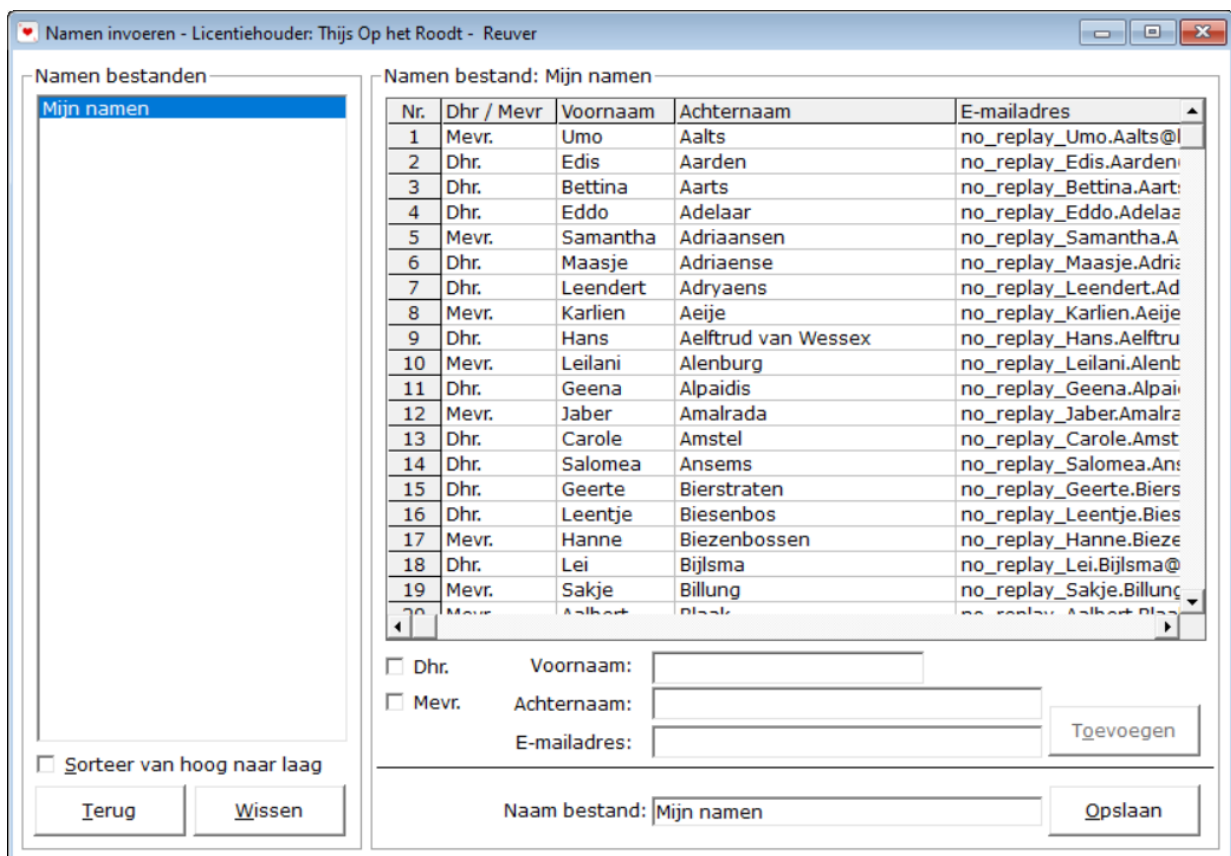 Namen invoeren - Licentiehouder: Thijs Op het Roodt - Reuver
Namen bestanden
Mijn namen
Sorteer van hoog naar laag
Terug
Wissen
Namen bestand: Mijn namen
Nr. Dhr / Mevr Voornaam Achternaam E-mailadres
1 Mevr. Umo Aalts no_replay_Umo.Aalts@
2 Dhr. Edis Aarden no_replay_Edis.Aarden
3 Dhr. Bettina Aarts no_replay_Bettina.Aarts
4 Dhr. Eddo Adelaar no_replay_Eddo.Adelaa
5 Mevr. Samantha Adriaansen no_replay_Samantha.A
6 Dhr. Maasje Adriaense no_replay_Maasje.Adria
7 Dhr. Leendert Adryaens no_replay_Leendert.Ad
8 Mevr. Karlien Aeije no_replay_Karlien.Aeije
9 Dhr. Hans Aelftrud van Wessex no_replay_Hans.Aelftru
10 Mevr. Leilani Alenburg no_replay_Leilani.Alenb
11 Dhr. Geena Alpaidis no_replay_Geena.Alpai
12 Mevr. Jaber Amalrada no_replay_Jaber.Amalra
13 Dhr. Carole Amstel no_replay_Carole.Amst
14 Dhr. Salomea Ansems no_replay_Salomea.Ans
15 Dhr. Geerte Bierstraten no_replay_Geerte.Biers
16 Dhr. Leentje Biesenbos no_replay_Leentje.Bies
17 Mevr. Hanne Biezenbossen no_replay_Hanne.Bieze
18 Dhr. Lei Bijlsma no_replay_Lei.Bijlsma@
19 Mevr. Sakje Billung no_replay_Sakje.Billung
20 Mevr. Aalbert Blaak no_replay_Aalbert.Blaa
Dhr. Voornaam:
Mevr. Achternaam:
E-mailadres:
Toevoegen
Naam bestand: Mijn namen
Opslaan